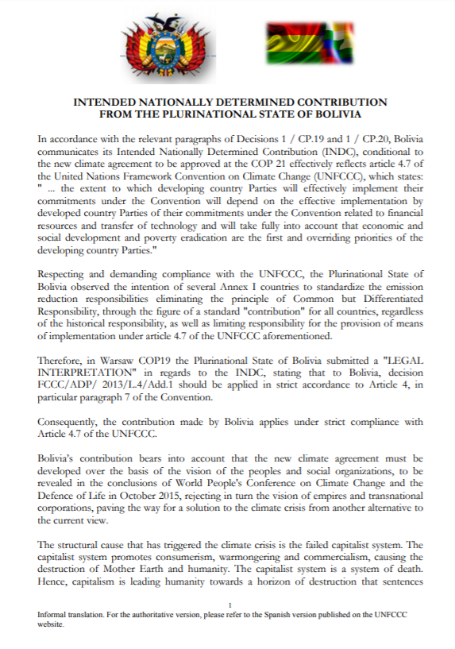 INTENDED NATIONALLY DETERMINED CONTRIBUTION
FROM THE PLURINATIONAL STATE OF BOLIVIA
In accordance with the relevant paragraphs of Decisions 1 / CP.19 and 1 / CP.20, Bolivia
communicates its Intended Nationally Determined Contribution (INDC), conditional to
the new climate agreement to be approved at the COP 21 effectively reflects article 4.7 of
the United Nations Framework Convention on Climate Change (UNFCCC), which states:
" ... the extent to which developing country Parties will effectively implement their
commitments under the Convention will depend on the effective implementation by
developed country Parties of their commitments under the Convention related to financial
resources and transfer of technology and will take fully into account that economic and
social development and poverty eradication are the first and overriding priorities of the
developing country Parties."
Respecting and demanding compliance with the UNFCCC, the Plurinational State of
Bolivia observed the intention of several Annex I countries to standardize the emission
reduction responsibilities eliminating the principle of Common but Differentiated
Responsibility, through the figure of a standard "contribution" for all countries, regardless
of the historical responsibility, as well as limiting responsibility for the provision of means
of implementation under article 4.7 of the UNFCCC aforementioned.
Therefore, in Warsaw COP19 the Plurinational State of Bolivia submitted a "LEGAL
INTERPRETATION" in regards to the INDC, stating that to Bolivia, decision
FCCC/ADP/ 2013/L.4/Add.1 should be applied in strict accordance to Article 4, in
particular paragraph 7 of the Convention.
Consequently, the contribution made by Bolivia applies under strict compliance with
Article 4.7 of the UNFCCC.
Bolivia's contribution bears into account that the new climate agreement must be
developed over the basis of the vision of the peoples and social organizations, to be
revealed in the conclusions of World People's Conference on Climate Change and the
Defence of Life in October 2015, rejecting in turn the vision of empires and transnational
corporations, paving the way for a solution to the climate crisis from another alternative to
the current view.
The structural cause that has triggered the climate crisis is the failed capitalist system. The
capitalist system promotes consumerism, warmongering and commercialism, causing the
destruction of Mother Earth and humanity. The capitalist system is a system of death.
Hence, capitalism is leading humanity towards a horizon of destruction that sentences
1
Informal translation. For the authoritative version, please refer to the Spanish version published on the UNFCCC
website.